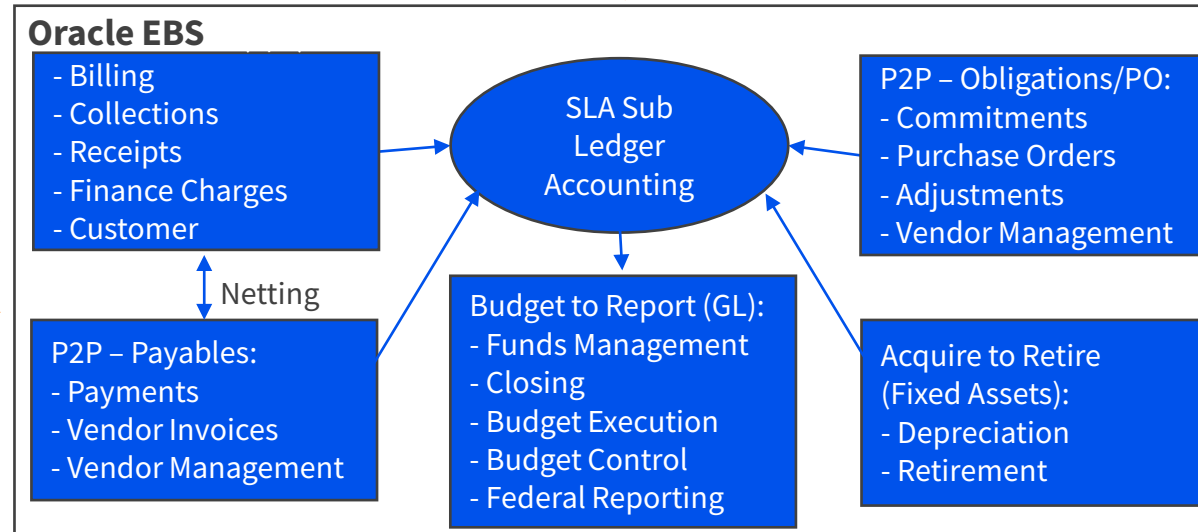 Oracle EBS
- Billing
- Collections
- Receipts
- Finance Charges
- Customer
SLA Sub
Ledger
Accounting
P2P – Obligations/PO:
- Commitments
- Purchase Orders
- Adjustments
- Vendor Management
Netting
P2P – Payables:
- Payments
- Vendor Invoices
- Vendor Management
Budget to Report (GL):
- Funds Management
- Closing
- Budget Execution
- Budget Control
- Federal Reporting
Acquire to Retire
(Fixed Assets):
- Depreciation
- Retirement